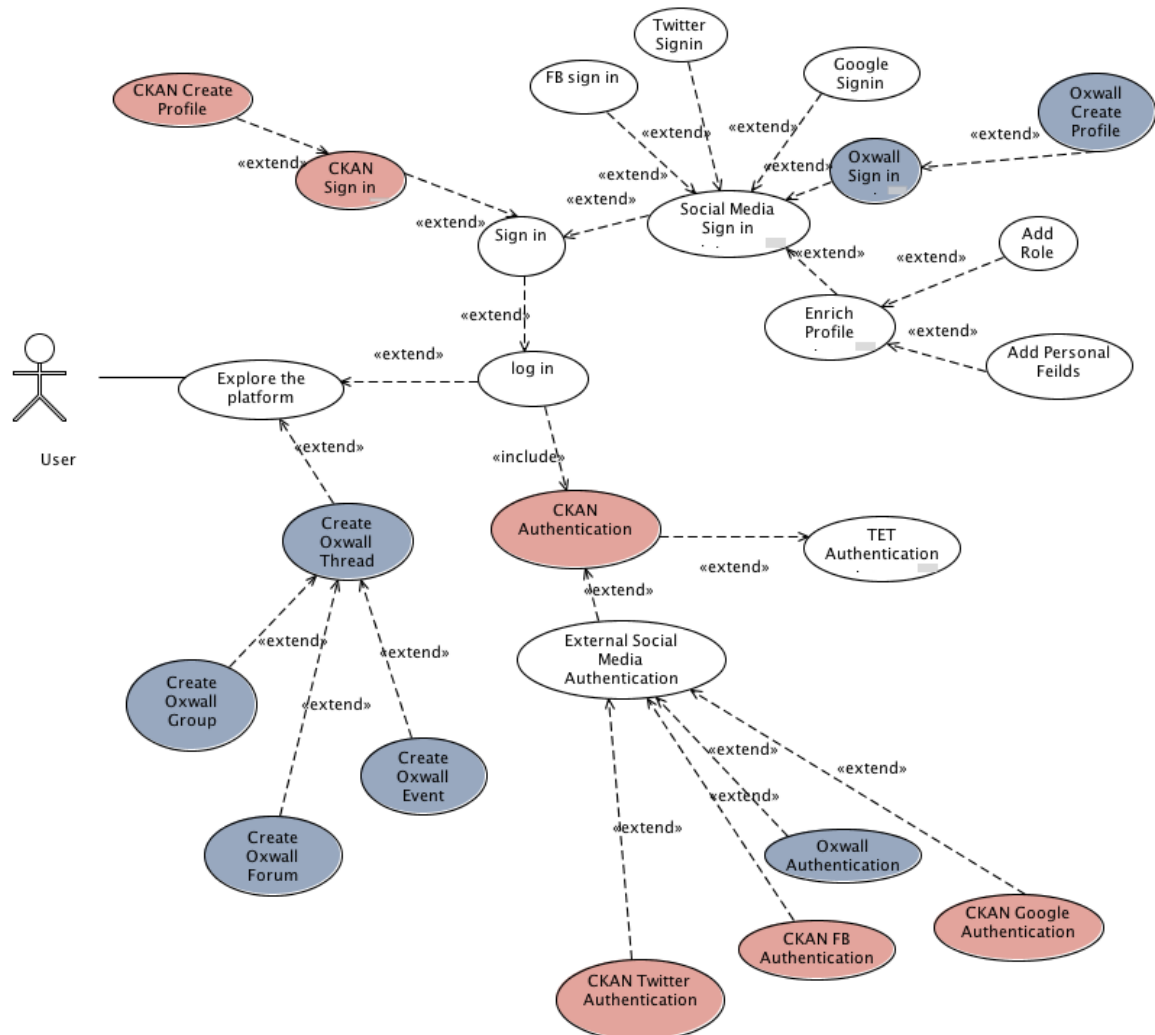 Twitter
Signin
FB sign in
Google
Signin
CKAN Create
Profile
Oxwall
Create
Profile
«extend»
«extend»
«extend»
«extend»
«extend»
CKAN
Sign in
«extend»
«extend»
Oxwall
Sign in
«extend»
«extend»
Sign in
Social Media
Sign in
Add
Role
«extend»
«extend»
Enrich
Profile
«extend»
«extend»
Add Personal
Feilds
«extend»
log in
Explore the
platform
User
«extend»
«include»
CKAN
Authentication
Create
Oxwall
Thread
TET
Authentication
«extend»
«extend»
External Social
Media
Authentication
«extend»
«extend»
Create
Oxwall
Group
«extend»
Create
Oxwall
Event
«extend»
«extend»
«extend»
«extend»
Create
Oxwall
Forum
Oxwall
Authentication
CKAN Google
Authentication
CKAN FB
Authentication
CKAN Twitter
Authentication